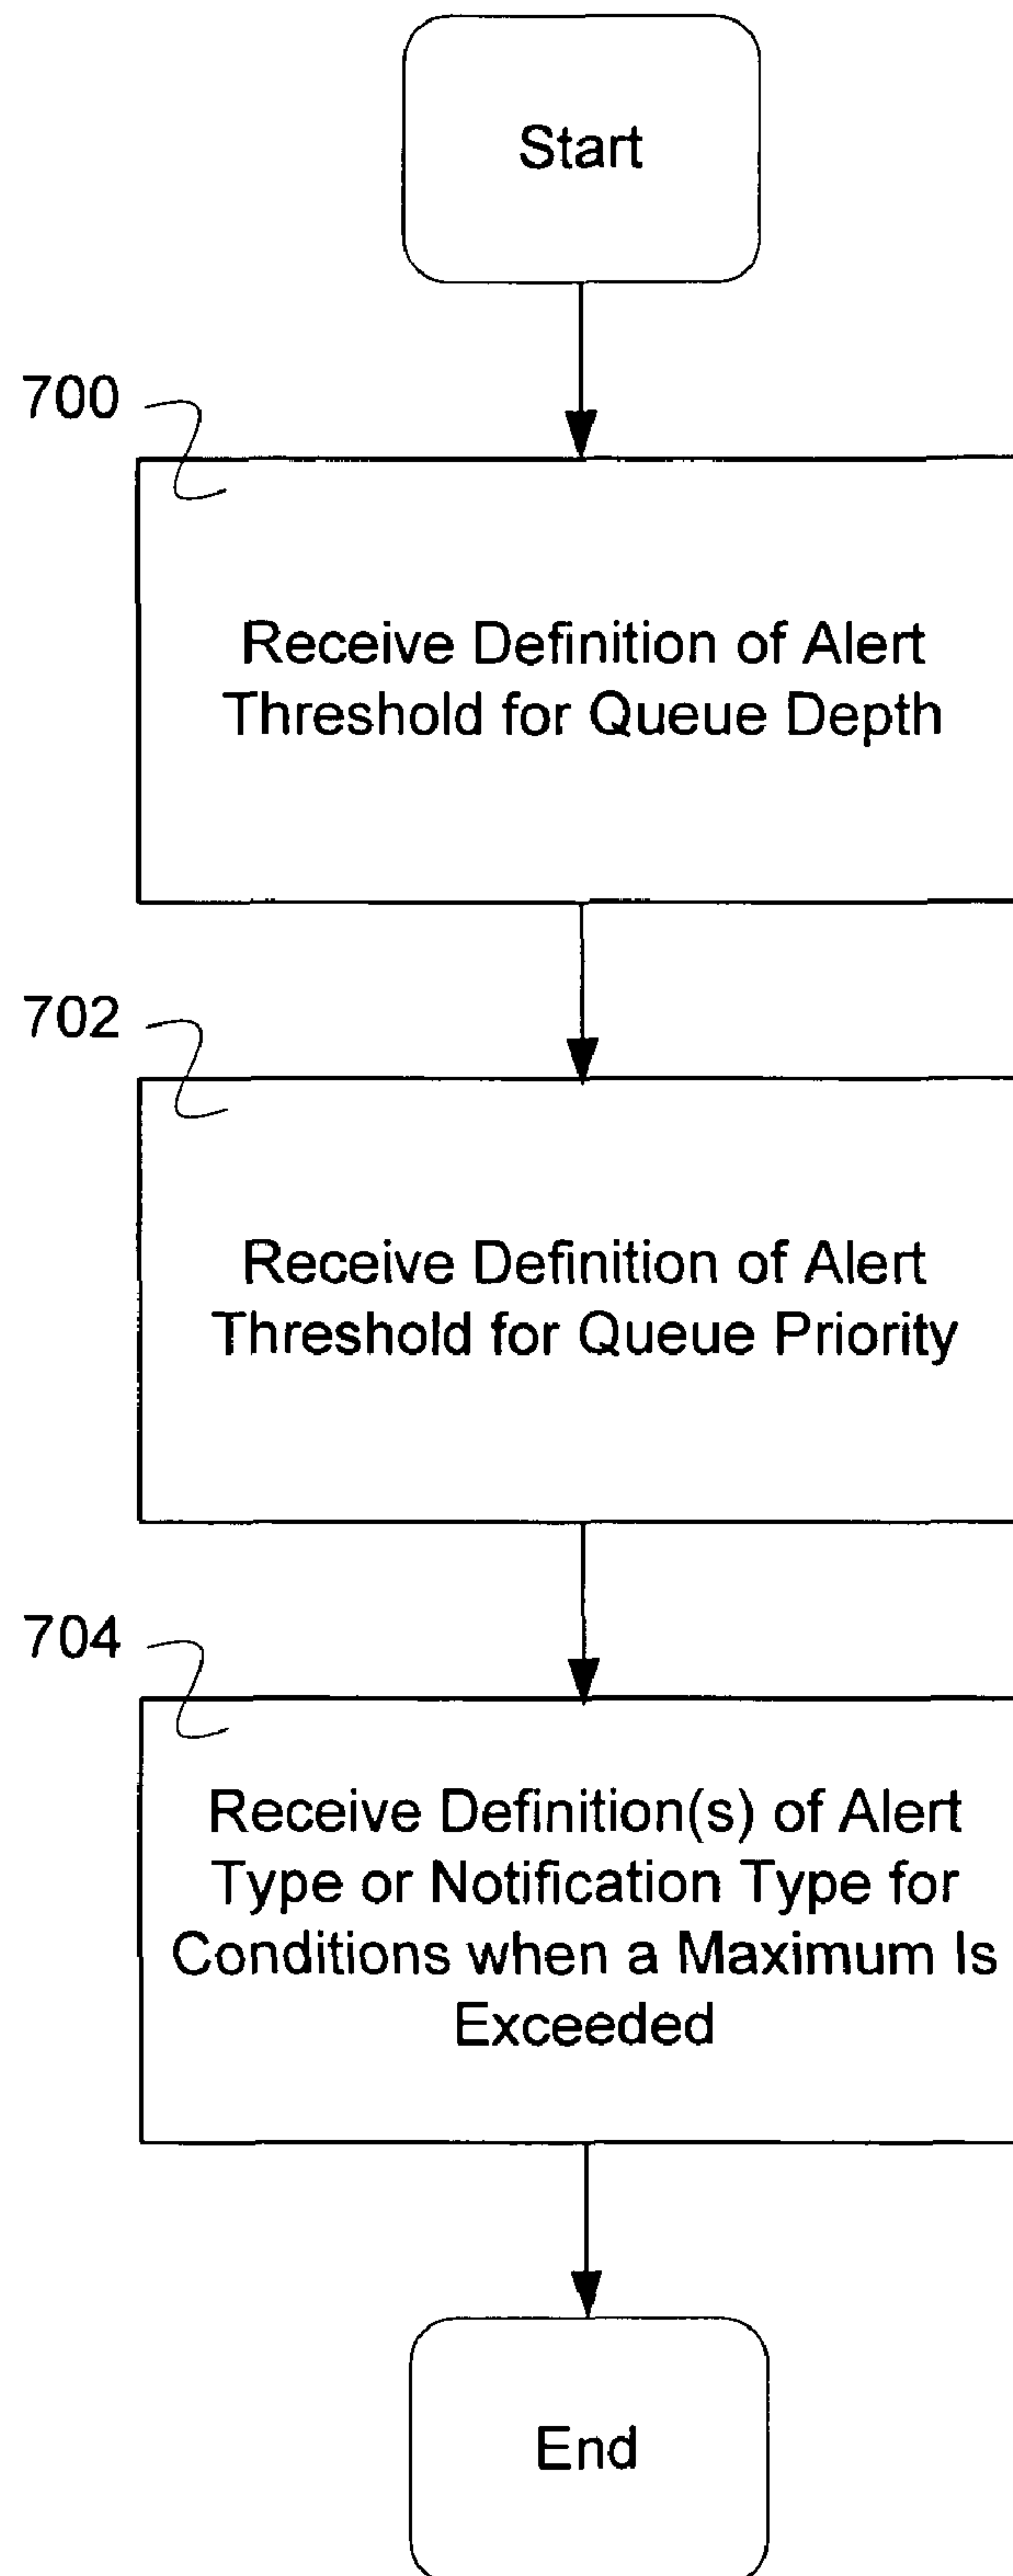 Start
700
Receive Definition of Alert
Threshold for Queue Depth
702
Receive Definition of Alert
Threshold for Queue Priority
704
Receive Definition(s) of Alert
Type or Notification Type for
Conditions when a Maximum Is
Exceeded
End